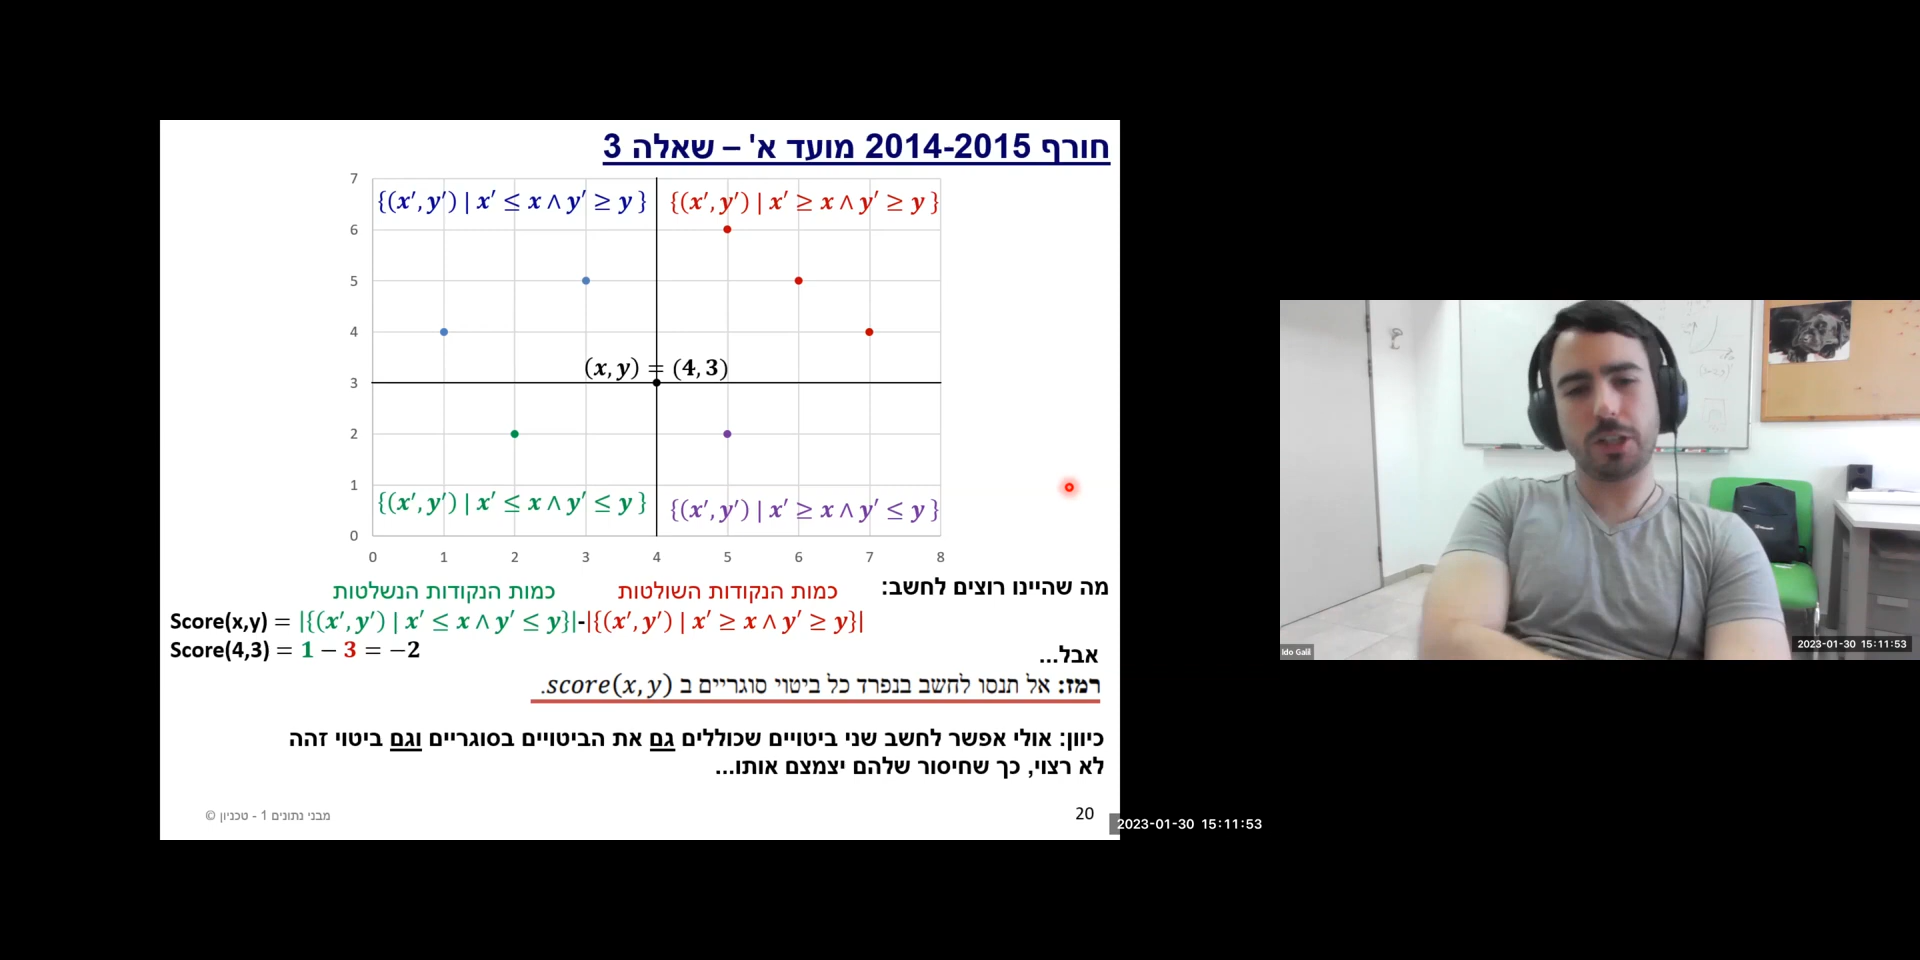 חורף 2014-2015 מועד א' – שאלה 3
7
6
5
4
3
2
1
0
{(x′, y′) | x′ ≤ x ∧ y′ ≥ y }
{(x′, y′) | x′ ≥ x ∧ y′ ≥ y }
(x, y) = (4, 3)
{(x′, y′) | x′ ≤ x ∧ y′ ≤ y }
{(x′, y′) | x′ ≥ x ∧ y′ ≤ y }
0 1 2 3 4 5 6 7 8
מה שהיינו רוצים לחשב:
כמות הנקודות השולטות
כמות הנקודות הנשלטות
Score(x,y) = |{(x′, y′) | x′ ≤ x ∧ y′ ≤ y}|-|{(x′, y′) | x′ ≥ x ∧ y′ ≥ y}|
Score(4,3) = 1 − 3 = −2
אבל...
רמז: אל תנסו לחשב בנפרד כל ביטוי סוגריים ב score(x, y).
כיוון: אולי אפשר לחשב שני ביטויים שכוללים גם את הביטויים בסוגריים וגם ביטוי זהה
לא רצוי, כך שחיסור שלהם יצמצם אותו...
מבני נתונים 1 - טכניון ©
20
2023-01-30 15:11:53
Ido Galil
2023-01-30 15:11:53